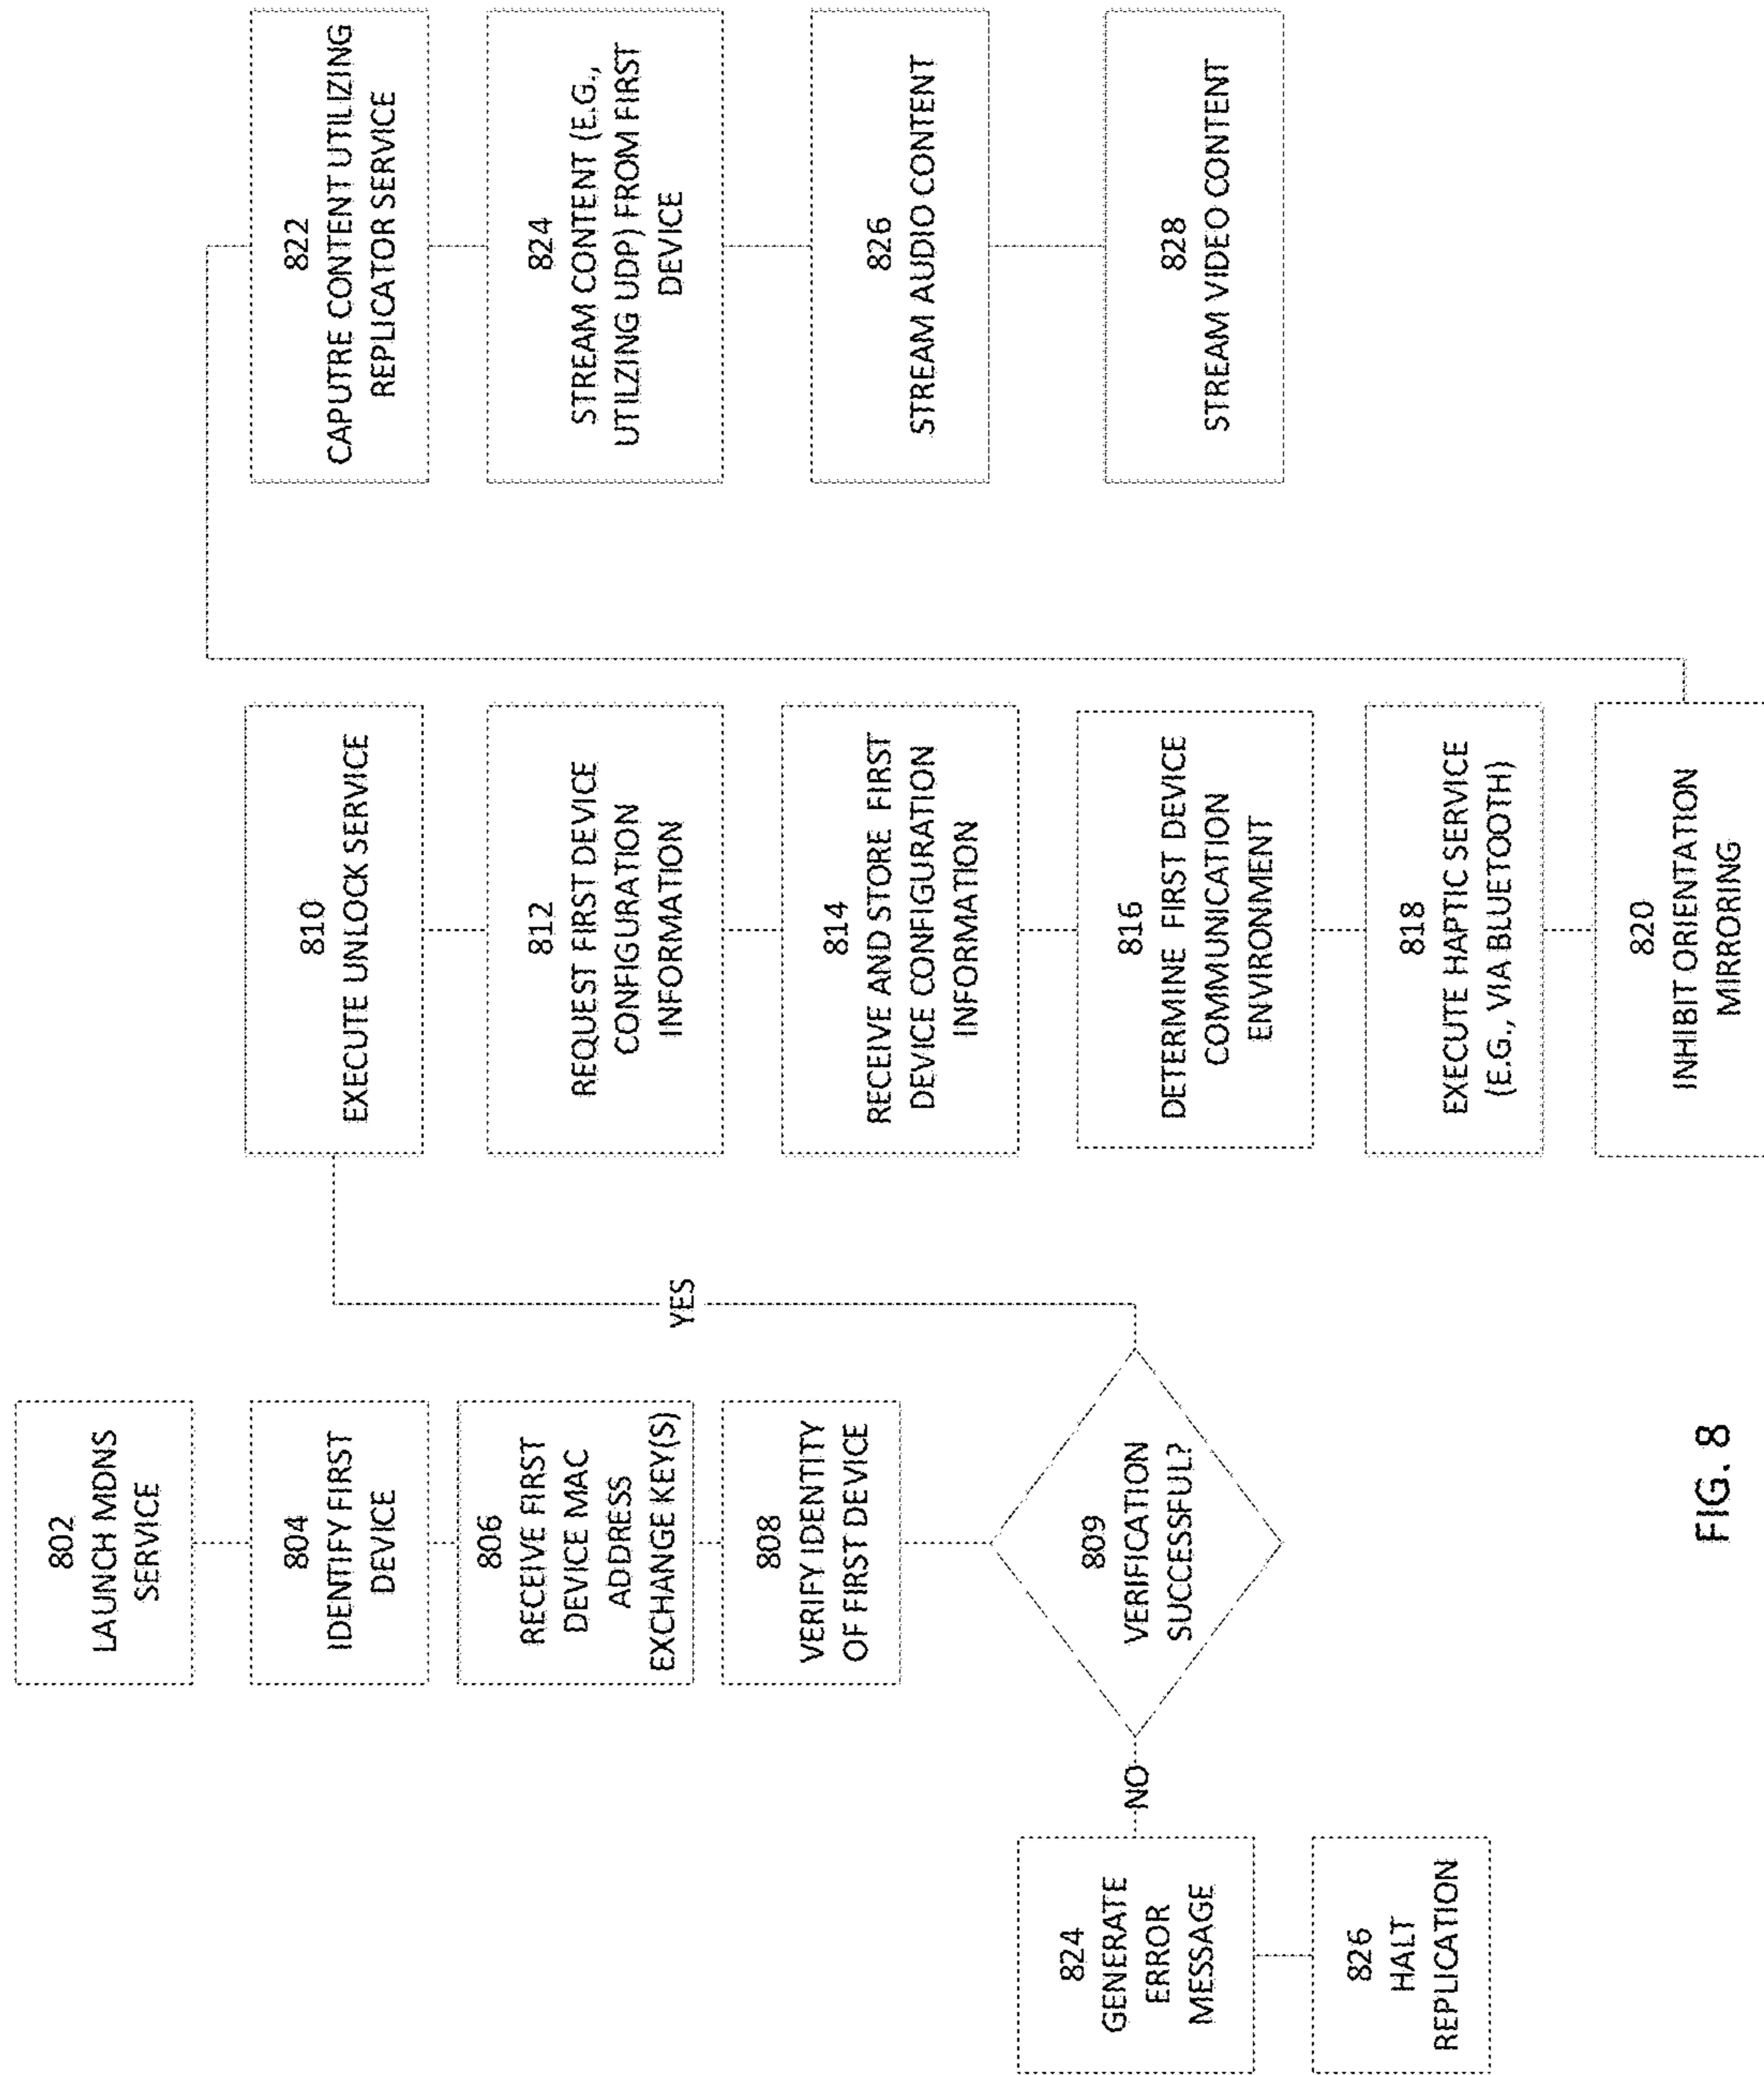 802
LAUNCH MDNS
SERVICE
804
IDENTIFY FIRST
DEVICE
806
RECEIVE FIRST
DEVICE MAC
ADDRESS
EXCHANGE KEY(S)
808
VERIFY IDENTITY
OF FIRST DEVICE
809
VERIFICATION
SUCCESSFUL?
NO
824
GENERATE
ERROR
MESSAGE
826
HALT
REPLICATION
YES
810
EXECUTE UNLOCK SERVICE
812
REQUEST FIRST DEVICE
CONFIGURATION
INFORMATION
814
RECEIVE AND STORE FIRST
DEVICE CONFIGURATION
INFORMATION
816
DETERMINE FIRST DEVICE
COMMUNICATION
ENVIRONMENT
818
EXECUTE HAPTIC SERVICE
(E.G., VIA BLUETOOTH)
820
INHIBIT ORIENTATION
MIRRORING
822
CAPUTRE CONTENT UTILIZING
REPLICATOR SERVICE
824
STREAM CONTENT (E.G.,
UTILZING UDP) FROM FIRST
DEVICE
826
STREAM AUDIO CONTENT
828
STREAM VIDEO CONTENT
FIG. 8